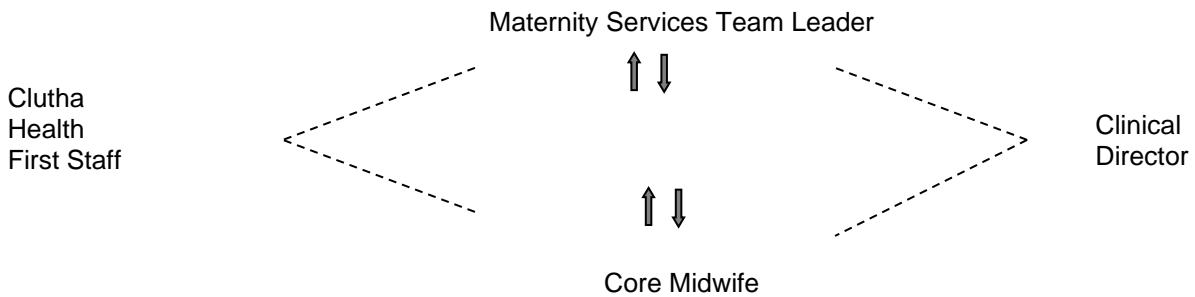 Maternity Services Team Leader
Clutha
Health
First Staff
Clinical
Director
Core Midwife